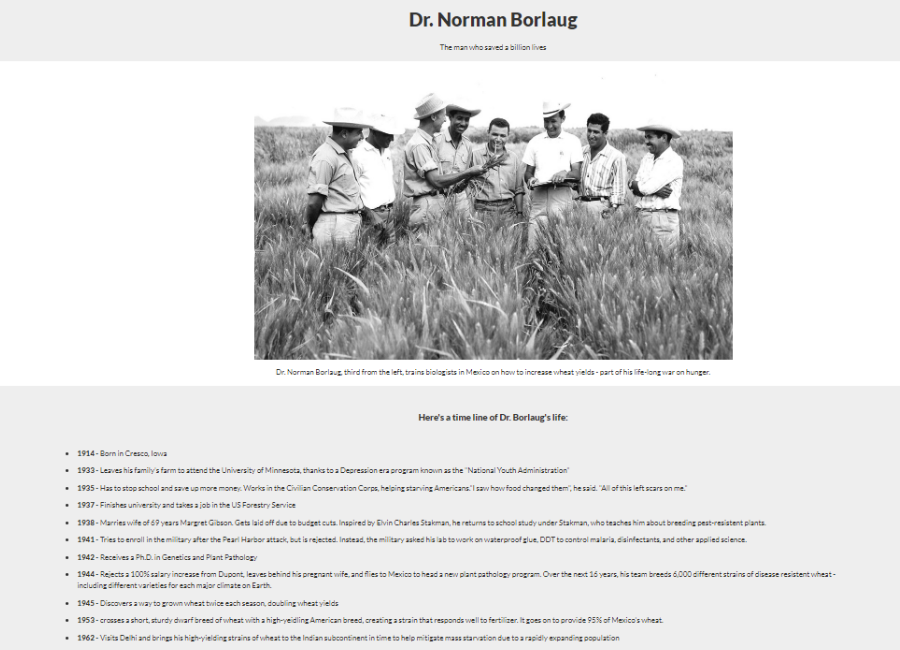 Dr. Norman Borlaug
The man who saved a billion lives
Dr. Norman Borlaug, third from the left, trains biologists in Mexico on how to increase wheat yields - part of his life-long war on hunger.
Here's a time line of Dr. Borlaug's life:
1914 - Born in Cresco, Iowa
1933 - Leaves his family's farm to attend the University of Minnesota, thanks to a Depression era program known as the "National Youth Administration"
1935 - Has to stop school and save up more money. Works in the Civilian Conservation Corps, helping starving Americans."I saw how food changed them", he said. "All of this left scars on me."
1937 - Finishes university and takes a job in the US Forestry Service
1938 - Marries wife of 69 years Margret Gibson. Gets laid off due to budget cuts. Inspired by Elvin Charles Stakman, he returns to school study under Stakman, who teaches him about breeding pest-resistent plants.
1941 - Tries to enroll in the military after the Pearl Harbor attack, but is rejected. Instead, the military asked his lab to work on waterproof glue, DDT to control malaria, disinfectants, and other applied science.
1942 - Receives a Ph.D. in Genetics and Plant Pathology
1944 - Rejects a 100% salary increase from Dupont, leaves behind his pregnant wife, and flies to Mexico to head a new plant pathology program. Over the next 16 years, his team breeds 6,000 different strains of disease resistent wheat -
including different varieties for each major climate on Earth.
1945 - Discovers a way to grown wheat twice each season, doubling wheat yields
1953 - crosses a short, sturdy dwarf breed of wheat with a high-yeidling American breed, creating a strain that responds well to fertilizer. It goes on to provide 95% of Mexico's wheat.
1962 - Visits Delhi and brings his high-yielding strains of wheat to the Indian subcontinent in time to help mitigate mass starvation due to a rapidly expanding population